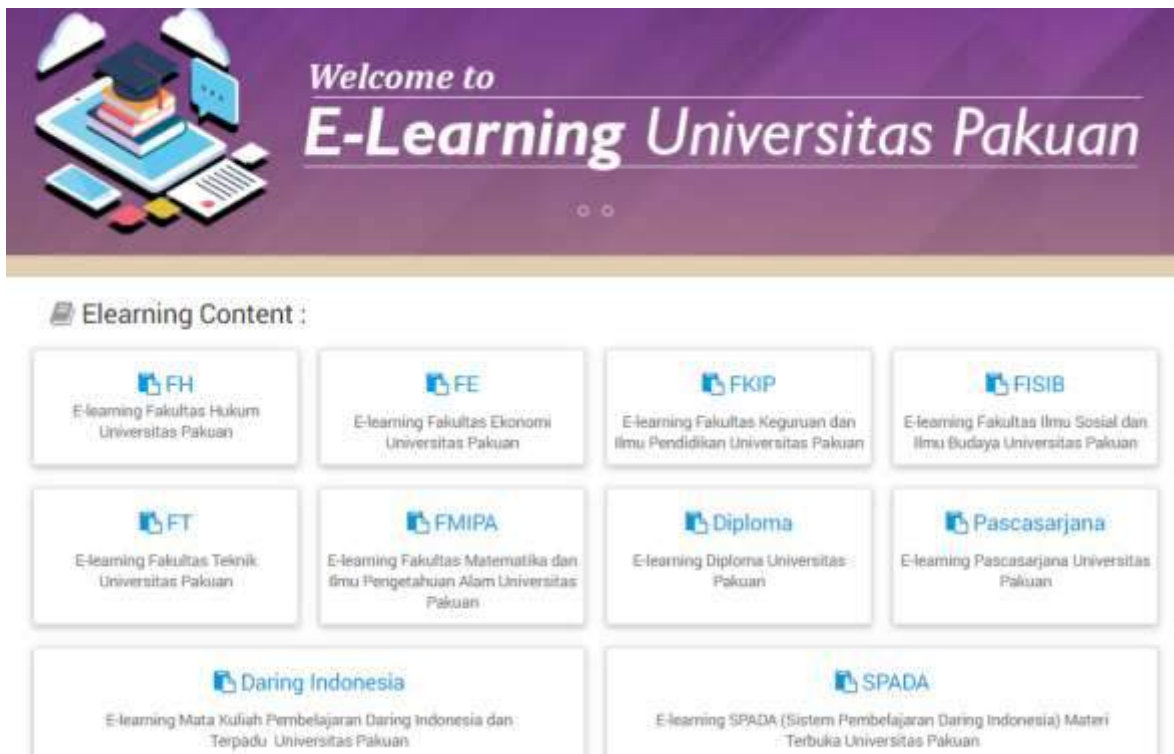 Welcome to
E-Learning Universitas Pakuan
Elearning Content :
FH
E-learning Fakultas Hukum
Universitas Pakuan
FE
E-learning Fakultas Ekonomi
Universitas Pakuan
FKIP
E-learning Fakultas Keguruan dan
Ilmu Pendidikan Universitas Pakuan
FISIB
E-learning Fakultas Ilmu Sosial dan
Ilmu Budaya Universitas Pakuan
FT
E-learning Fakultas Teknik
Universitas Pakuan
FMIPA
E-learning Fakultas Matematika dan
Ilmu Pengetahuan Alam Universitas
Pakuan
Diploma
E-learning Diploma Universitas
Pakuan
Pascasarjana
E-learning Pascasarjana Universitas
Pakuan
Daring Indonesia
E-learning Mata Kuliah Pembelajaran Daring Indonesia dan
Terpadu Universitas Pakuan
SPADA
E-learning SPADA (Sistem Pembelajaran Daring Indonesia) Materi
Terbuka Universitas Pakuan